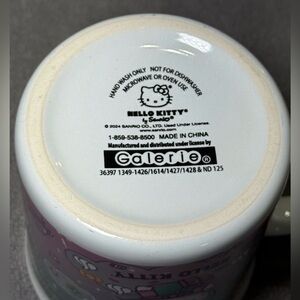 HAND WASH ONLY NOT FOR DISHWASHER
MICROWAVE OR OVEN USE
HELLO KITTY®
by Sanrio®
© 2024 SANRIO CO., LTD. Used Under License
www.sanrio.com
1-859-538-8500 MADE IN CHINA
Manufactured and distributed under license by
Galerie®
36397 1349-1426/1614-1427/1428 & ND 125
HELLO KITTY